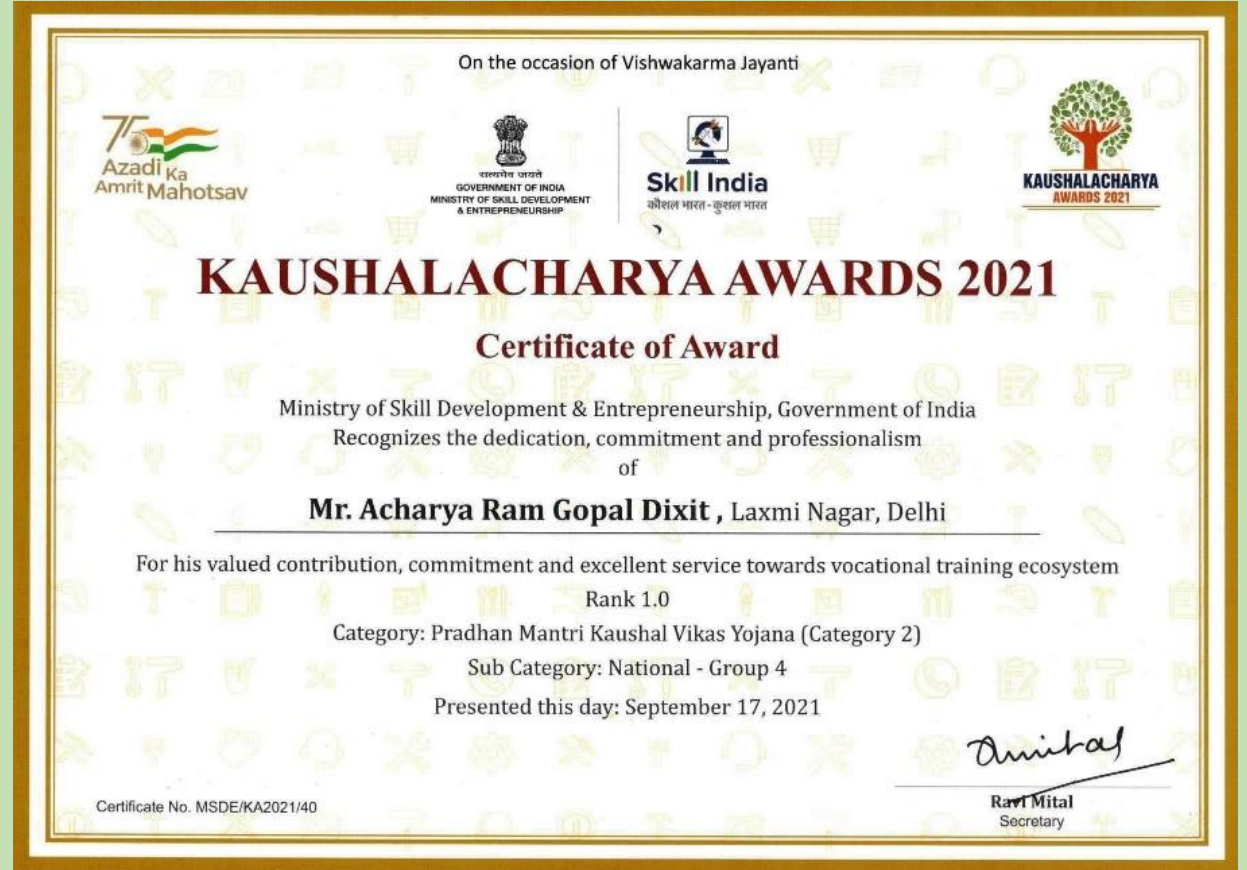 On the occasion of Vishwakarma Jayanti
75
Azadi Ka
Amrit Mahotsav
सत्यमेव जयते
GOVERNMENT OF INDIA
MINISTRY OF SKILL DEVELOPMENT
& ENTREPRENEURSHIP
Skill India
कौशल भारत - कुशल भारत
KAUSHALACHARYA
AWARDS 2021
KAUSHALACHARYA AWARDS 2021
Certificate of Award
Ministry of Skill Development & Entrepreneurship, Government of India
Recognizes the dedication, commitment and professionalism
of
Mr. Acharya Ram Gopal Dixit , Laxmi Nagar, Delhi
For his valued contribution, commitment and excellent service towards vocational training ecosystem
Rank 1.0
Category: Pradhan Mantri Kaushal Vikas Yojana (Category 2)
Sub Category: National - Group 4
Presented this day: September 17, 2021
Certificate No. MSDE/KA2021/40
Ravi Mital
Secretary